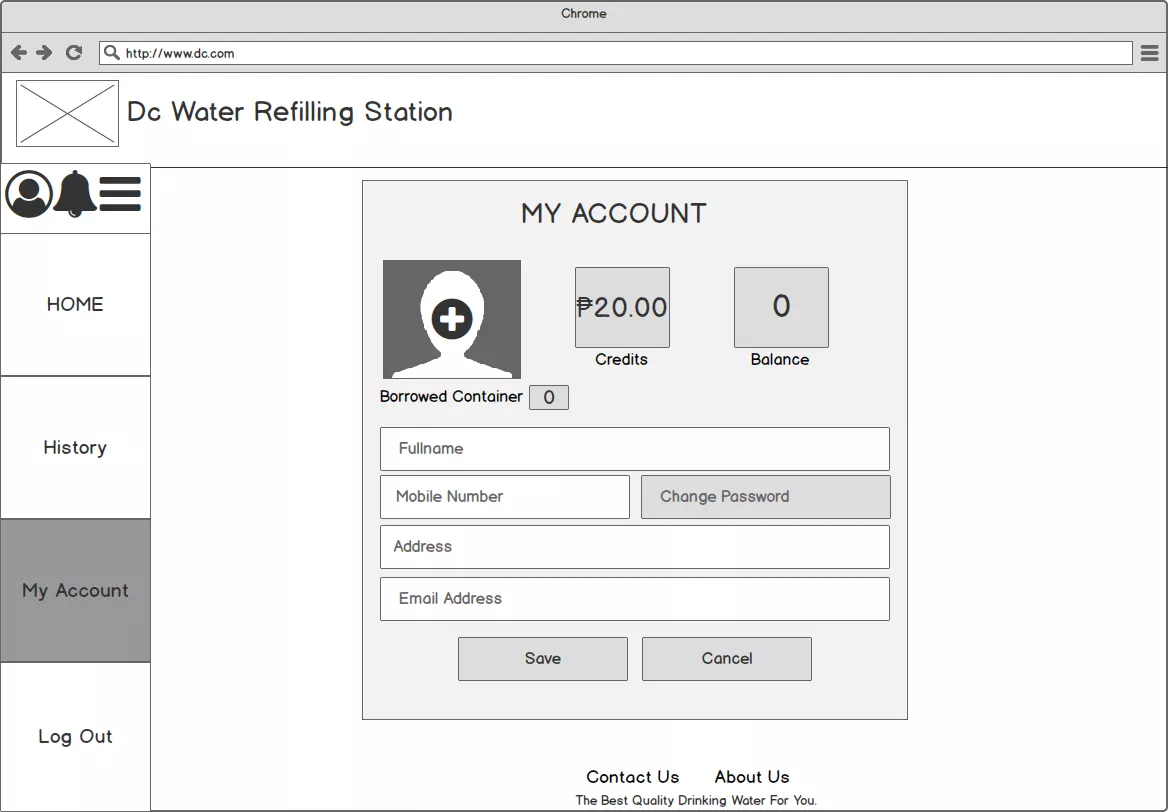 Chrome
http://www.dc.com
Dc Water Refilling Station
HOME
History
My Account
Log Out
MY ACCOUNT
₱20.00
Credits
0
Balance
Borrowed Container 0
Fullname
Mobile Number
Change Password
Address
Email Address
Save
Cancel
Contact Us
About Us
The Best Quality Drinking Water For You.